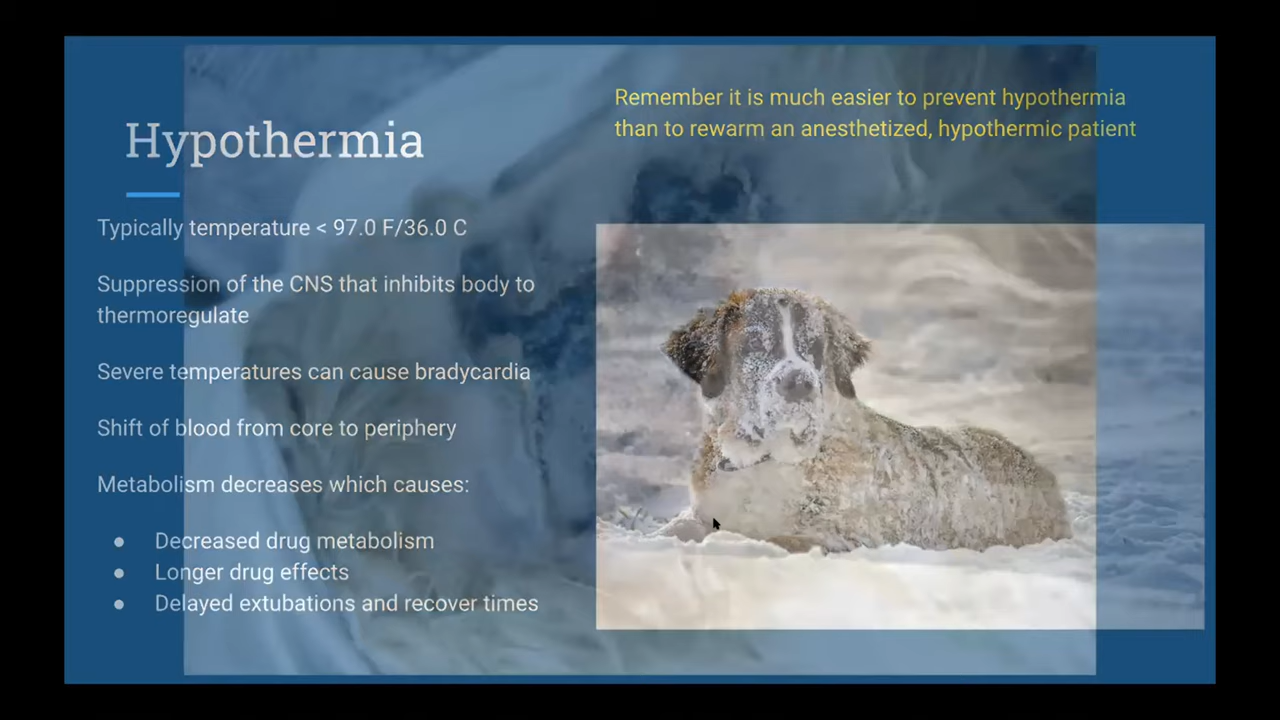 Hypothermia
Remember it is much easier to prevent hypothermia
than to rewarm an anesthetized, hypothermic patient
Typically temperature < 97.0 F/36.0 C
Suppression of the CNS that inhibits body to
thermoregulate
Severe temperatures can cause bradycardia
Shift of blood from core to periphery
Metabolism decreases which causes:
● Decreased drug metabolism
● Longer drug effects
● Delayed extubations and recover times